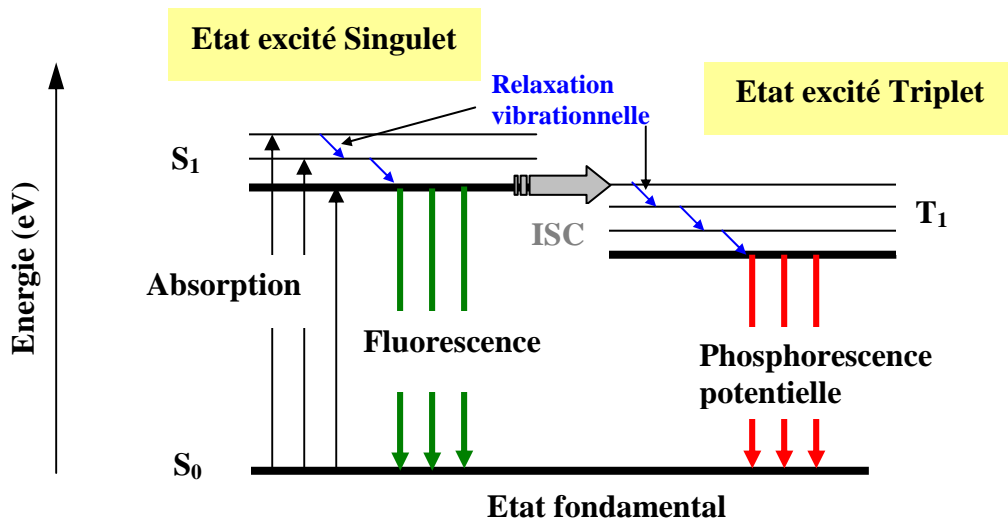 Etat excité Singulet
Etat excité Triplet
Relaxation
vibrationnelle
S1
T1
ISC
Energie (eV)
Absorption
Fluorescence
Phosphorescence
potentielle
S0
Etat fondamental